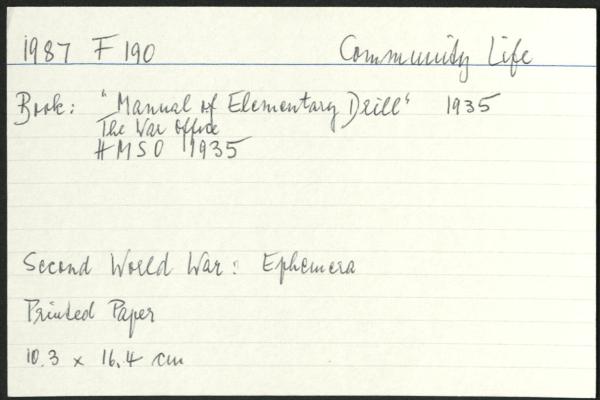 1987 F 190 Community Life
Book: "Manual of Elementary Drill" 1935
The War Office
HMSO 1935
Second World War: Ephemera
Printed Paper
10.3 x 16.4 cm